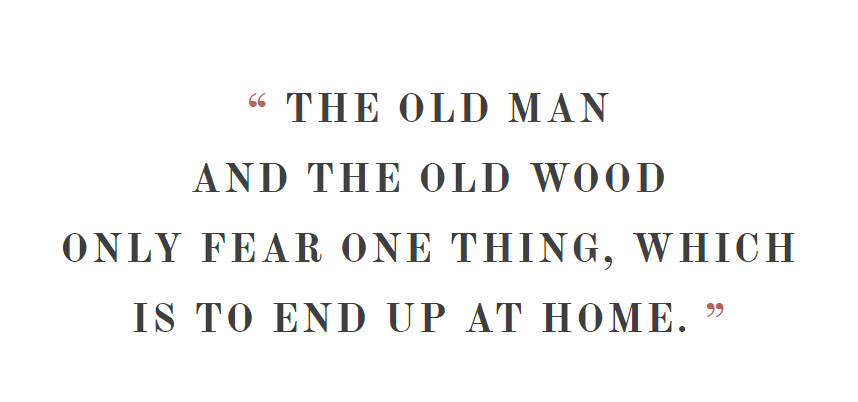 “ THE OLD MAN
AND THE OLD WOOD
ONLY FEAR ONE THING, WHICH
IS TO END UP AT HOME. ”